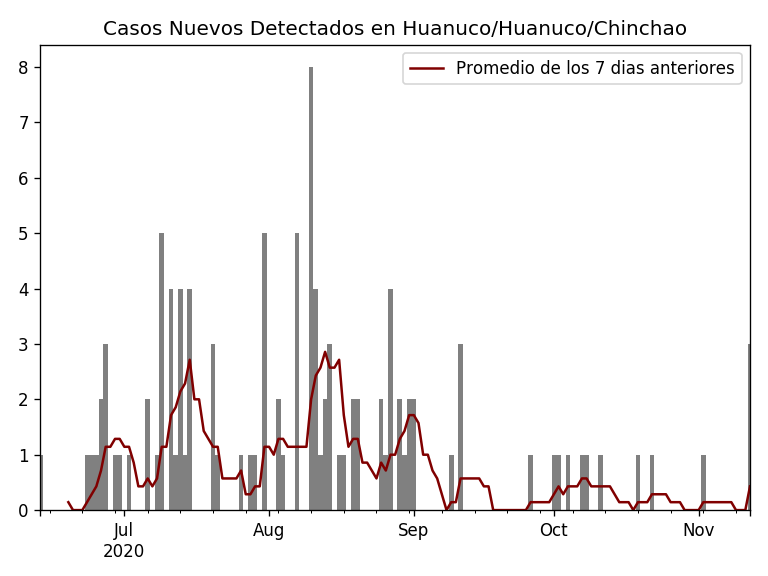 Casos Nuevos Detectados en Huanuco/Huanuco/Chinchao
Promedio de los 7 dias anteriores
8
7
6
5
4
3
2
1
0
Jul
2020
Aug
Sep
Oct
Nov